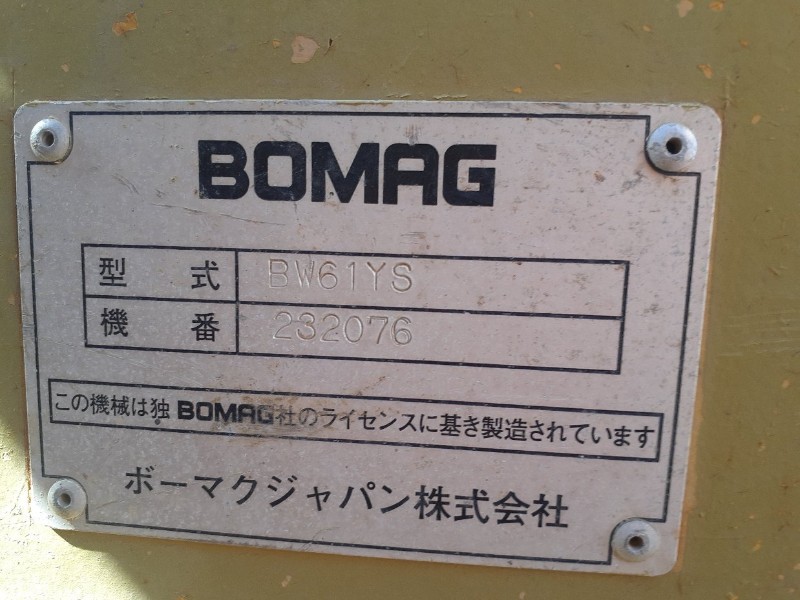 BOMAG
型式 BW61YS
機番 232076
この機械は独 BOMAG社のライセンスに基き製造されています
ボーマクジャパン株式会社